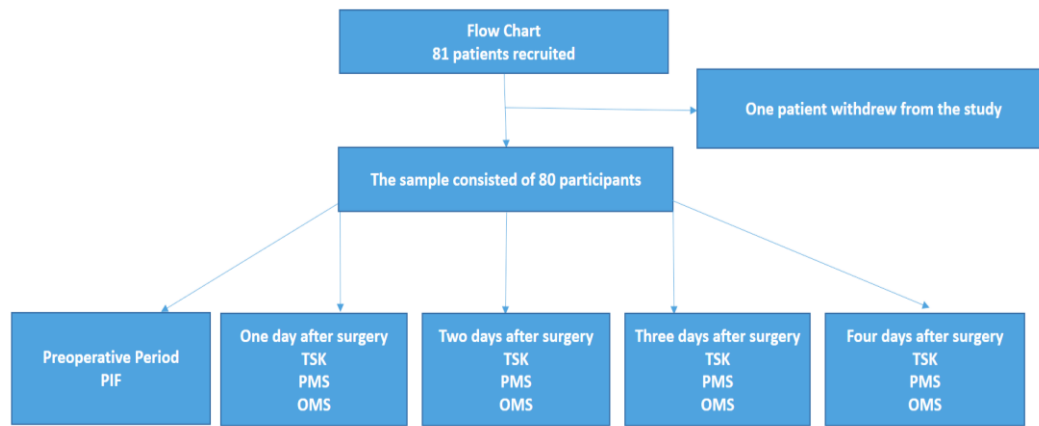 Flow Chart
81 patients recruited
One patient withdrew from the study
The sample consisted of 80 participants
Preoperative Period
PIF
One day after surgery
TSK
PMS
OMS
Two days after surgery
TSK
PMS
OMS
Three days after surgery
TSK
PMS
OMS
Four days after surgery
TSK
PMS
OMS